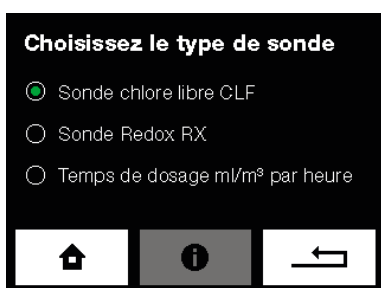 Choisissez le type de sonde
Sonde chlore libre CLF
Sonde Redox RX
Temps de dosage ml/m³ par heure